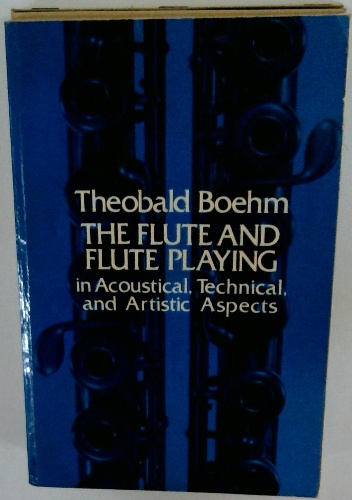 Theobald Boehm
THE FLUTE AND
FLUTE PLAYING
in Acoustical, Technical,
and Artistic Aspects